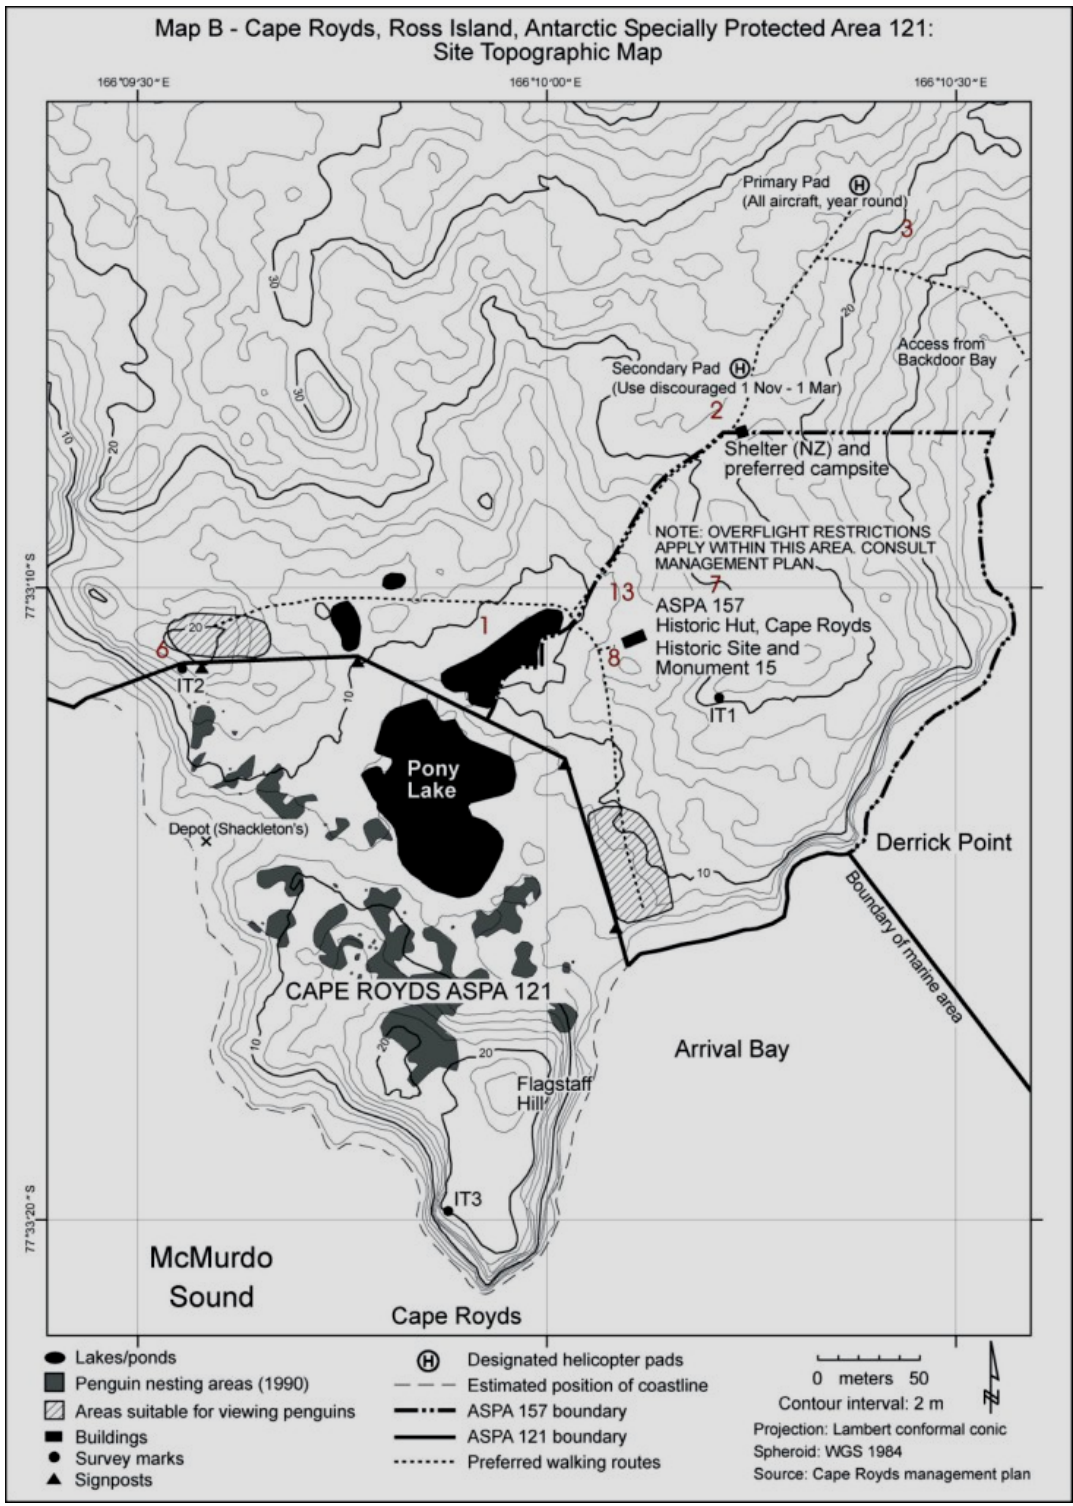 Map B - Cape Royds, Ross Island, Antarctic Specially Protected Area 121:
Site Topographic Map
166°09'30"E
166°10'00"E
166°10'30"E
Primary Pad H
(All aircraft, year round)
3
30
20
Access from
Backdoor Bay
Secondary Pad H
(Use discouraged 1 Nov - 1 Mar)
30
2
10
20
Shelter (NZ) and
preferred campsite
NOTE: OVERFLIGHT RESTRICTIONS
APPLY WITHIN THIS AREA. CONSULT
MANAGEMENT PLAN
77°33'10"S
13
7
ASPA 157
Historic Hut, Cape Royds
Historic Site and
Monument 15
1
20
6
8
IT2
10
IT1
Pony
Lake
Depot (Shackleton's)
Derrick Point
10
Boundary of marine area
CAPE ROYDS ASPA 121
10
20
20
Arrival Bay
Flagstaff
Hill
IT3
77°33'20"S
McMurdo
Sound
Cape Royds
Lakes/ponds
Penguin nesting areas (1990)
Areas suitable for viewing penguins
Buildings
Survey marks
Signposts
H Designated helicopter pads
Estimated position of coastline
ASPA 157 boundary
ASPA 121 boundary
Preferred walking routes
0 meters 50
Contour interval: 2 m
Projection: Lambert conformal conic
Spheroid: WGS 1984
Source: Cape Royds management plan
N